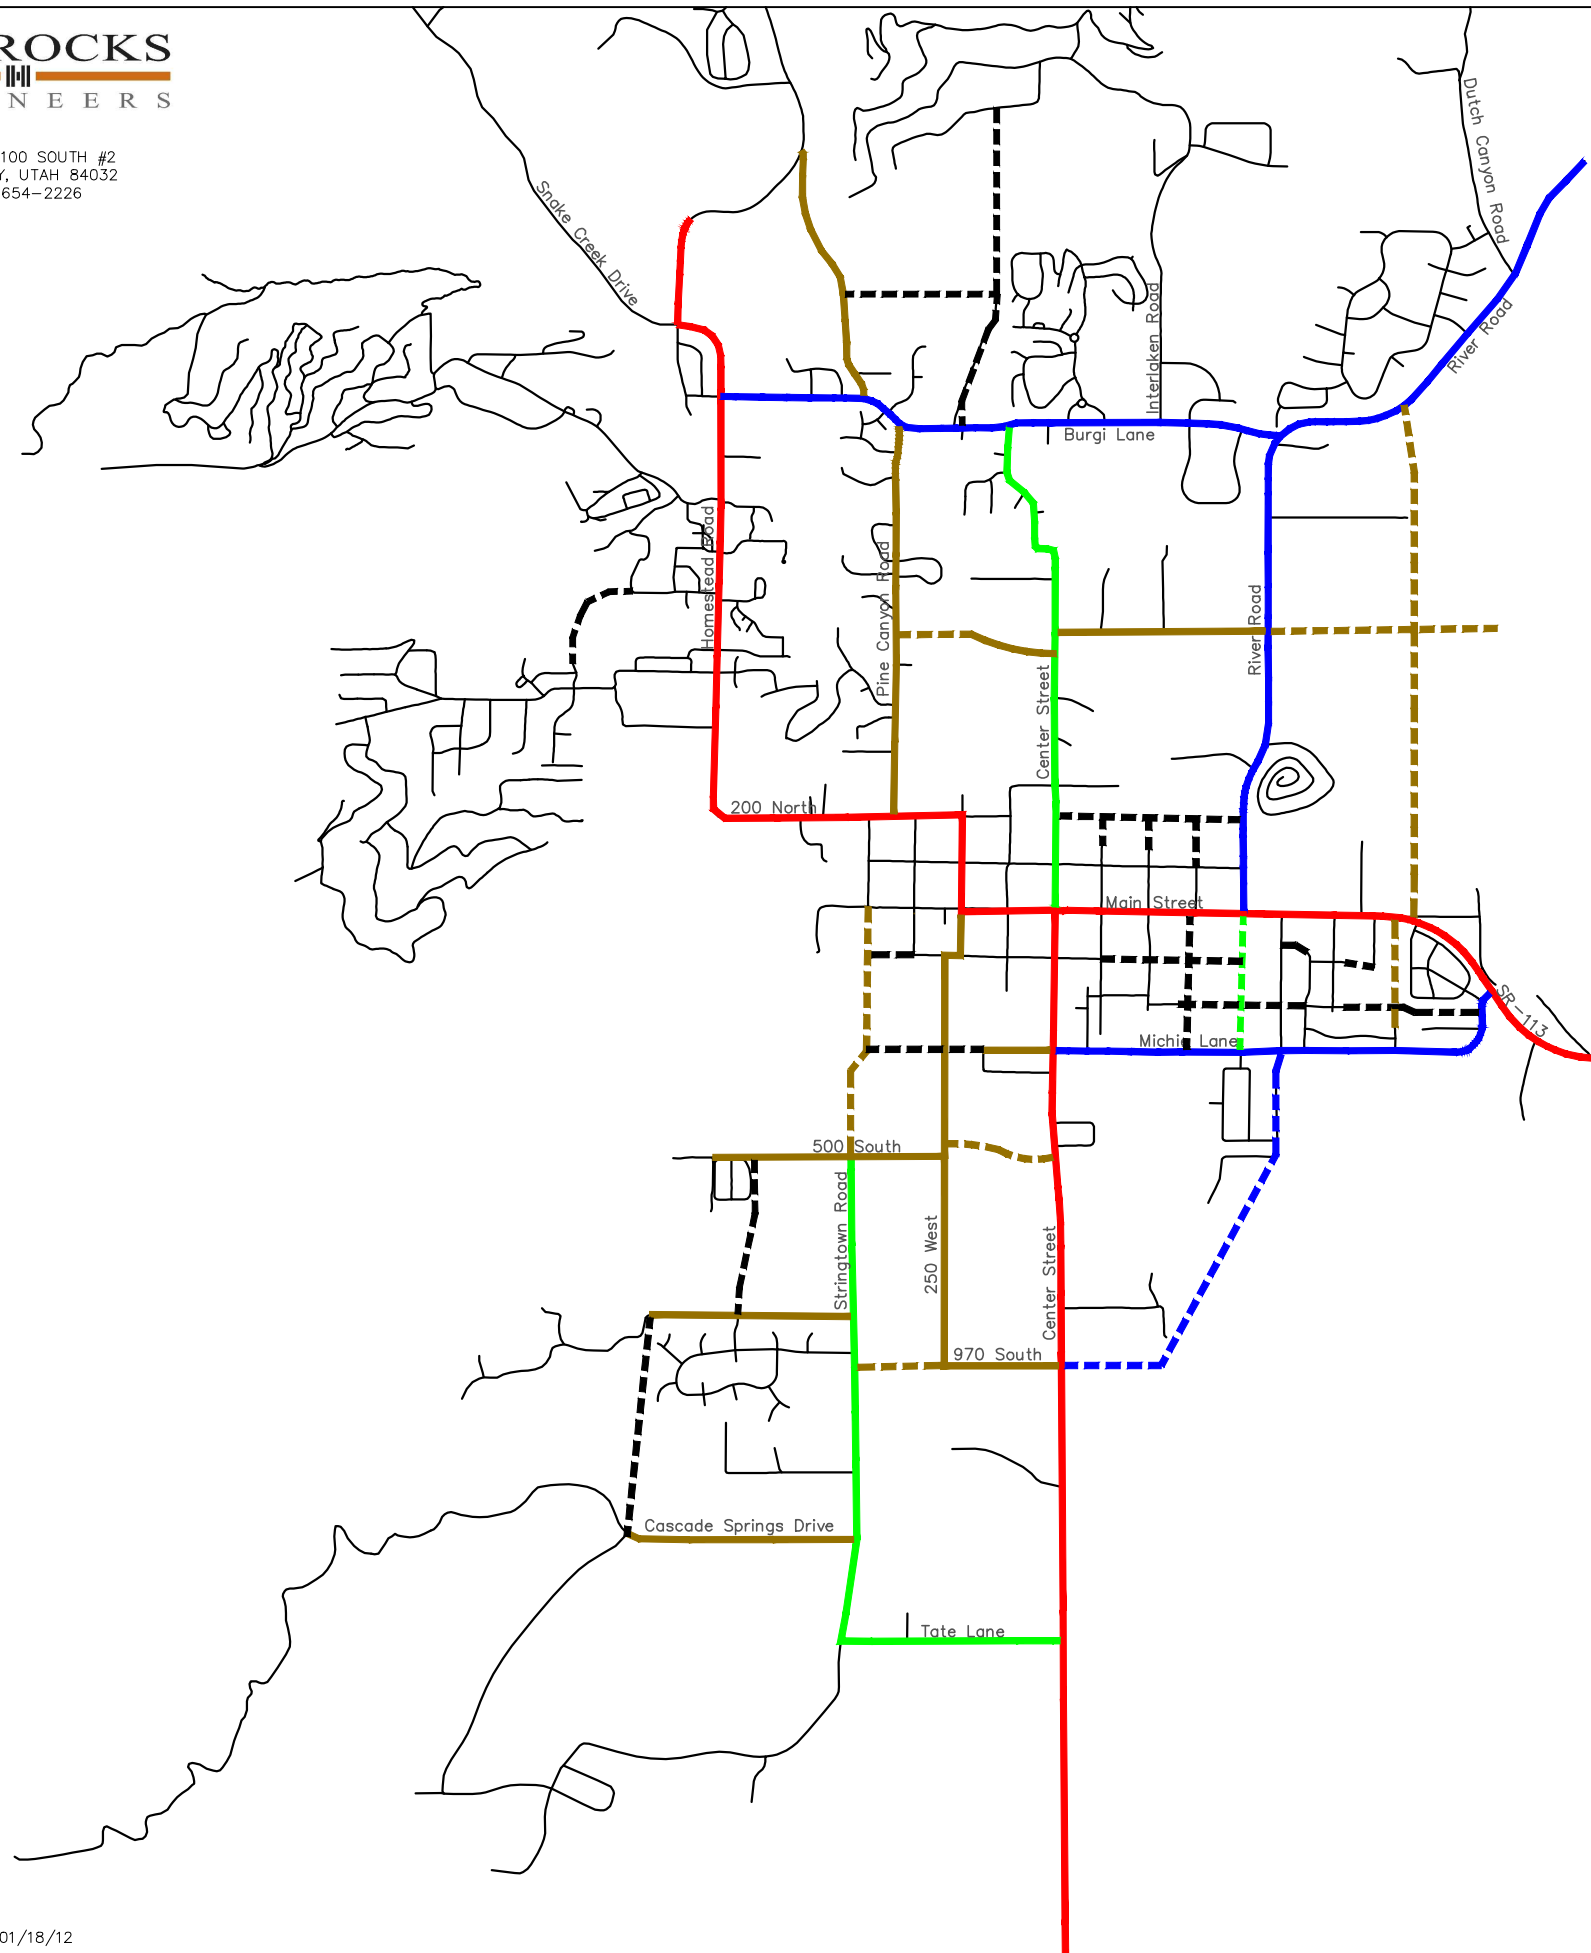 ROCKS
NEERS
100 SOUTH #2
Y, UTAH 84032
654-2226
Dutch Canyon Road
Snake Creek Drive
Interlaken Road
River Road
Burgi Lane
Homestead Road
Pine Canyon Road
River Road
Center Street
200 North
Main Street
SR-113
Michie Lane
500 South
Stringtown Road
250 West
Center Street
970 South
Cascade Springs Drive
Tate Lane
01/18/12